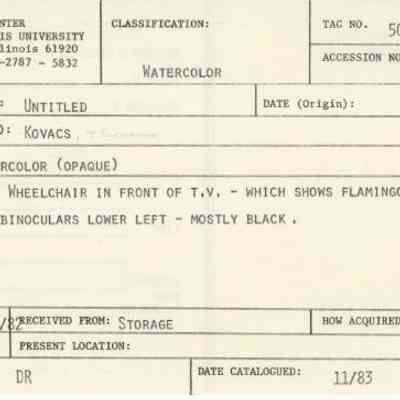 NTER
IS UNIVERSITY
linois 61920
-2787 - 5832
CLASSIFICATION:
WATERCOLOR
TAG NO. 50
ACCESSION NO
: UNTITLED
DATE (Origin):
D: KOVACS,
RCOLOR (OPAQUE)
WHEELCHAIR IN FRONT OF T.V. - WHICH SHOWS FLAMINGO
BINOCULARS LOWER LEFT - MOSTLY BLACK.
/82
RECEIVED FROM: STORAGE
HOW ACQUIRED
PRESENT LOCATION:
DR
DATE CATALOGUED: 11/83